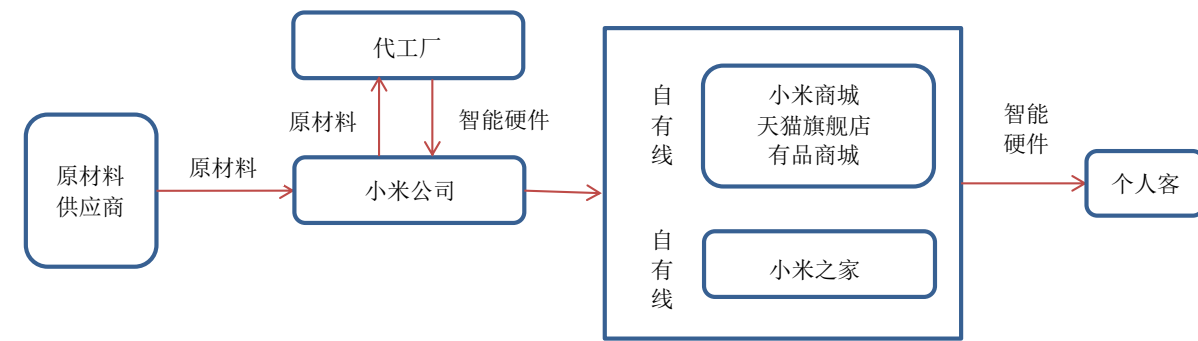 代工厂
原材料
智能硬件
原材料
供应商
原材料
小米公司
自
有
线
小米商城
天猫旗舰店
有品商城
自
有
线
小米之家
智能
硬件
个人客